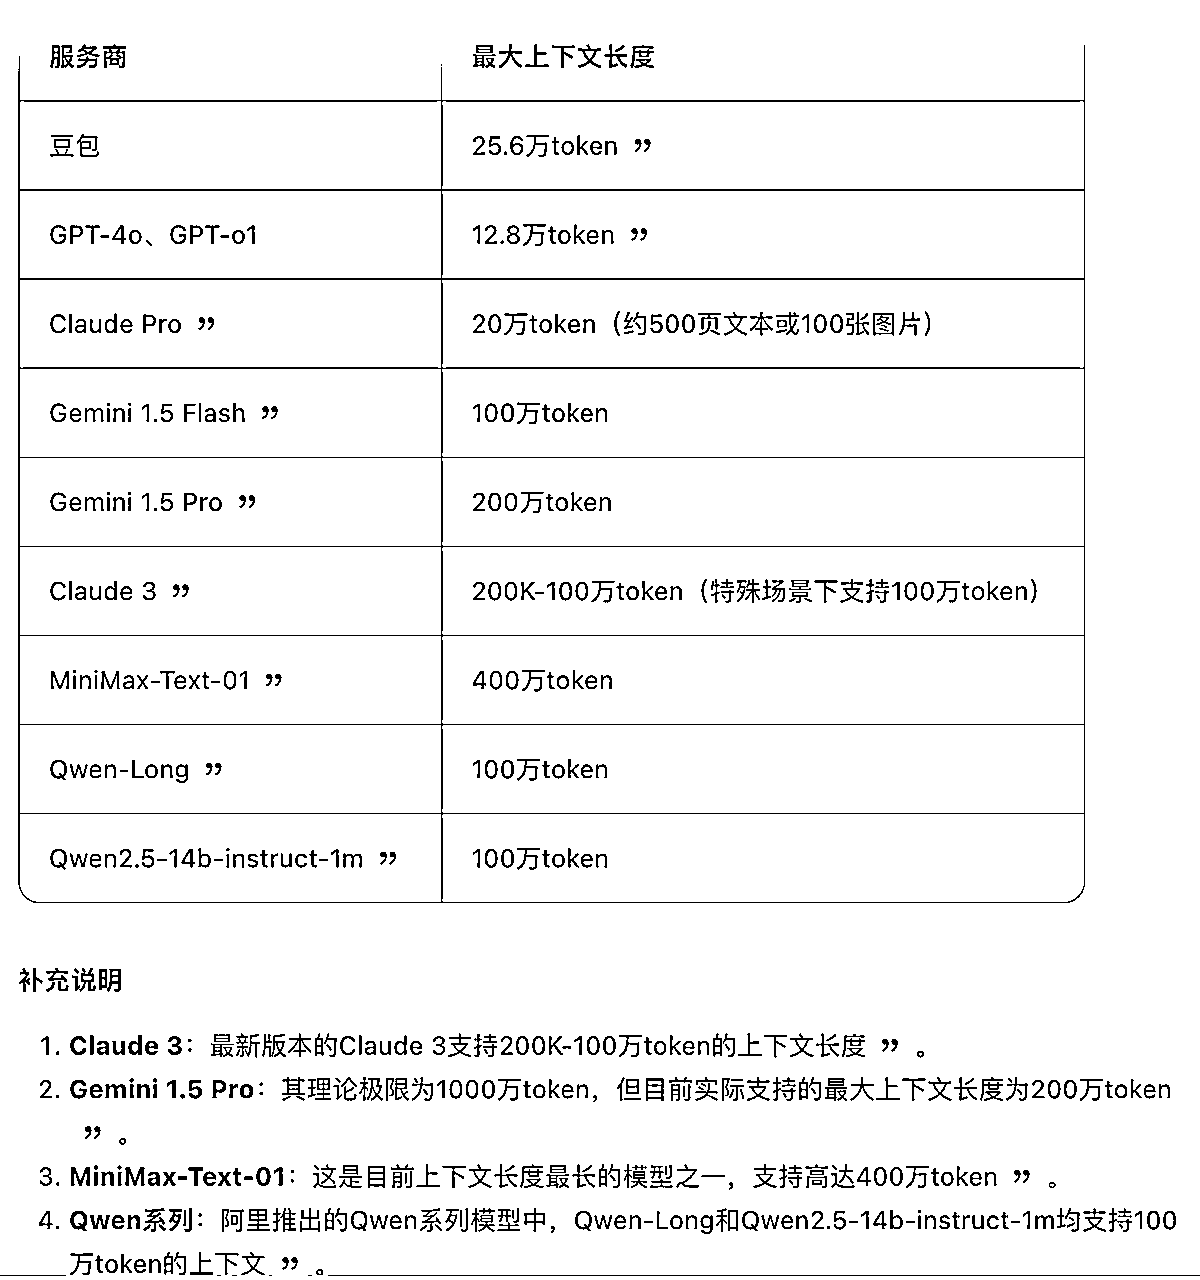 服务商 最大上下文长度
豆包 25.6万token ”
GPT-4o、GPT-o1 12.8万token ”
Claude Pro ” 20万token（约500页文本或100张图片）
Gemini 1.5 Flash ” 100万token
Gemini 1.5 Pro ” 200万token
Claude 3 ” 200K-100万token（特殊场景下支持100万token）
MiniMax-Text-01 ” 400万token
Qwen-Long ” 100万token
Qwen2.5-14b-instruct-1m ” 100万token
补充说明
1. Claude 3：最新版本的Claude 3支持200K-100万token的上下文长度 ” 。
2. Gemini 1.5 Pro：其理论极限为1000万token，但目前实际支持的最大上下文长度为200万token
” 。
3. MiniMax-Text-01：这是目前上下文长度最长的模型之一，支持高达400万token ” 。
4. Qwen系列：阿里推出的Qwen系列模型中，Qwen-Long和Qwen2.5-14b-instruct-1m均支持100
万token的上下文 ” 。